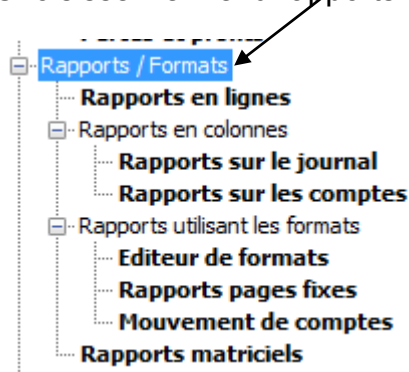 Rapports / Formats
Rapports en lignes
Rapports en colonnes
Rapports sur le journal
Rapports sur les comptes
Rapports utilisant les formats
Editeur de formats
Rapports pages fixes
Mouvement de comptes
Rapports matriciels